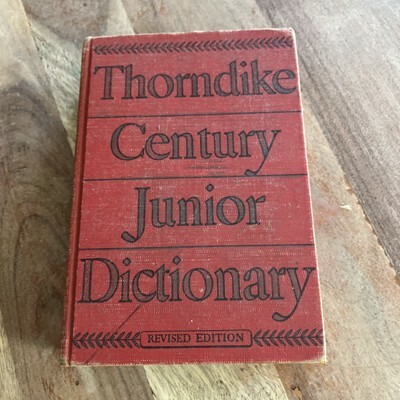 Thorndike
Century
Junior
Dictionary
REVISED EDITION